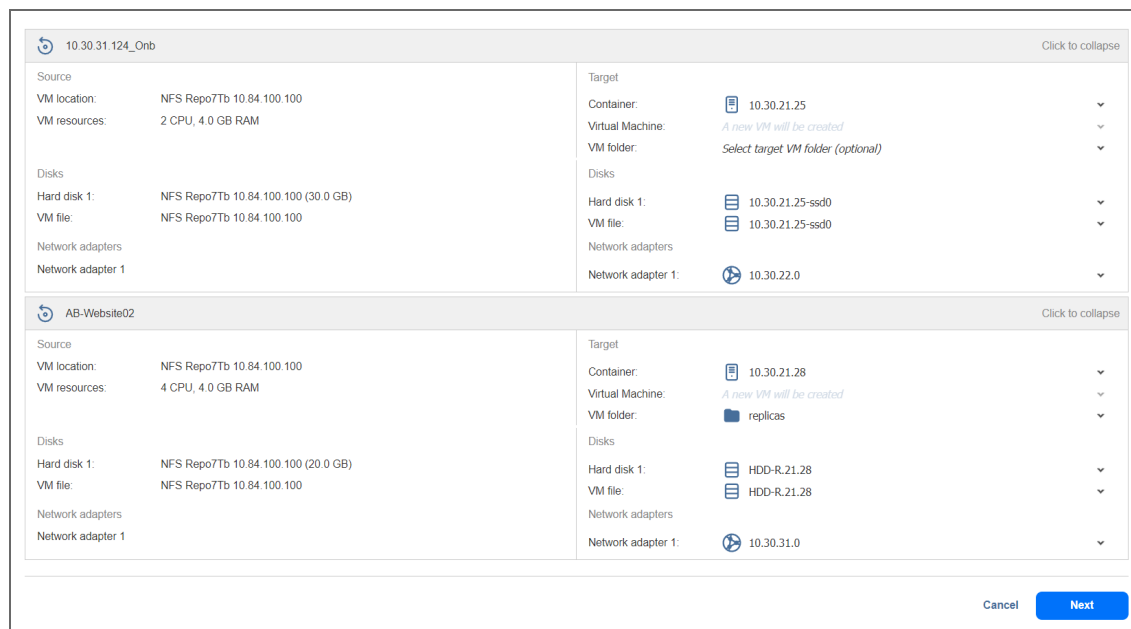 10.30.31.124_Onb Click to collapse
Source
VM location: NFS Repo7Tb 10.84.100.100
VM resources: 2 CPU, 4.0 GB RAM
Target
Container: 10.30.21.25
Virtual Machine: A new VM will be created
VM folder: Select target VM folder (optional)
Disks
Hard disk 1: NFS Repo7Tb 10.84.100.100 (30.0 GB)
VM file: NFS Repo7Tb 10.84.100.100
Disks
Hard disk 1: 10.30.21.25-ssd0
VM file: 10.30.21.25-ssd0
Network adapters
Network adapter 1
Network adapters
Network adapter 1: 10.30.22.0
AB-Website02 Click to collapse
Source
VM location: NFS Repo7Tb 10.84.100.100
VM resources: 4 CPU, 4.0 GB RAM
Target
Container: 10.30.21.28
Virtual Machine: A new VM will be created
VM folder: replicas
Disks
Hard disk 1: NFS Repo7Tb 10.84.100.100 (20.0 GB)
VM file: NFS Repo7Tb 10.84.100.100
Disks
Hard disk 1: HDD-R.21.28
VM file: HDD-R.21.28
Network adapters
Network adapter 1
Network adapters
Network adapter 1: 10.30.31.0
Cancel Next